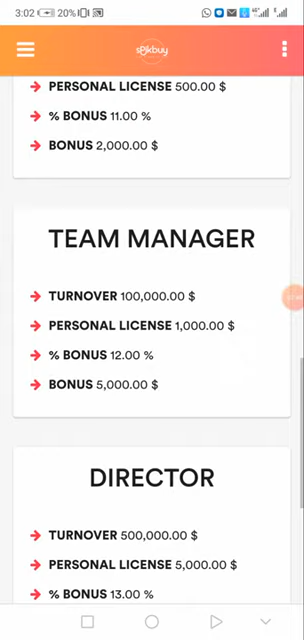 3:02
20%
spikbuy
PERSONAL LICENSE 500.00 $
% BONUS 11.00 %
BONUS 2,000.00 $
TEAM MANAGER
TURNOVER 100,000.00 $
PERSONAL LICENSE 1,000.00 $
% BONUS 12.00 %
BONUS 5,000.00 $
DIRECTOR
TURNOVER 500,000.00 $
PERSONAL LICENSE 5,000.00 $
% BONUS 13.00 %